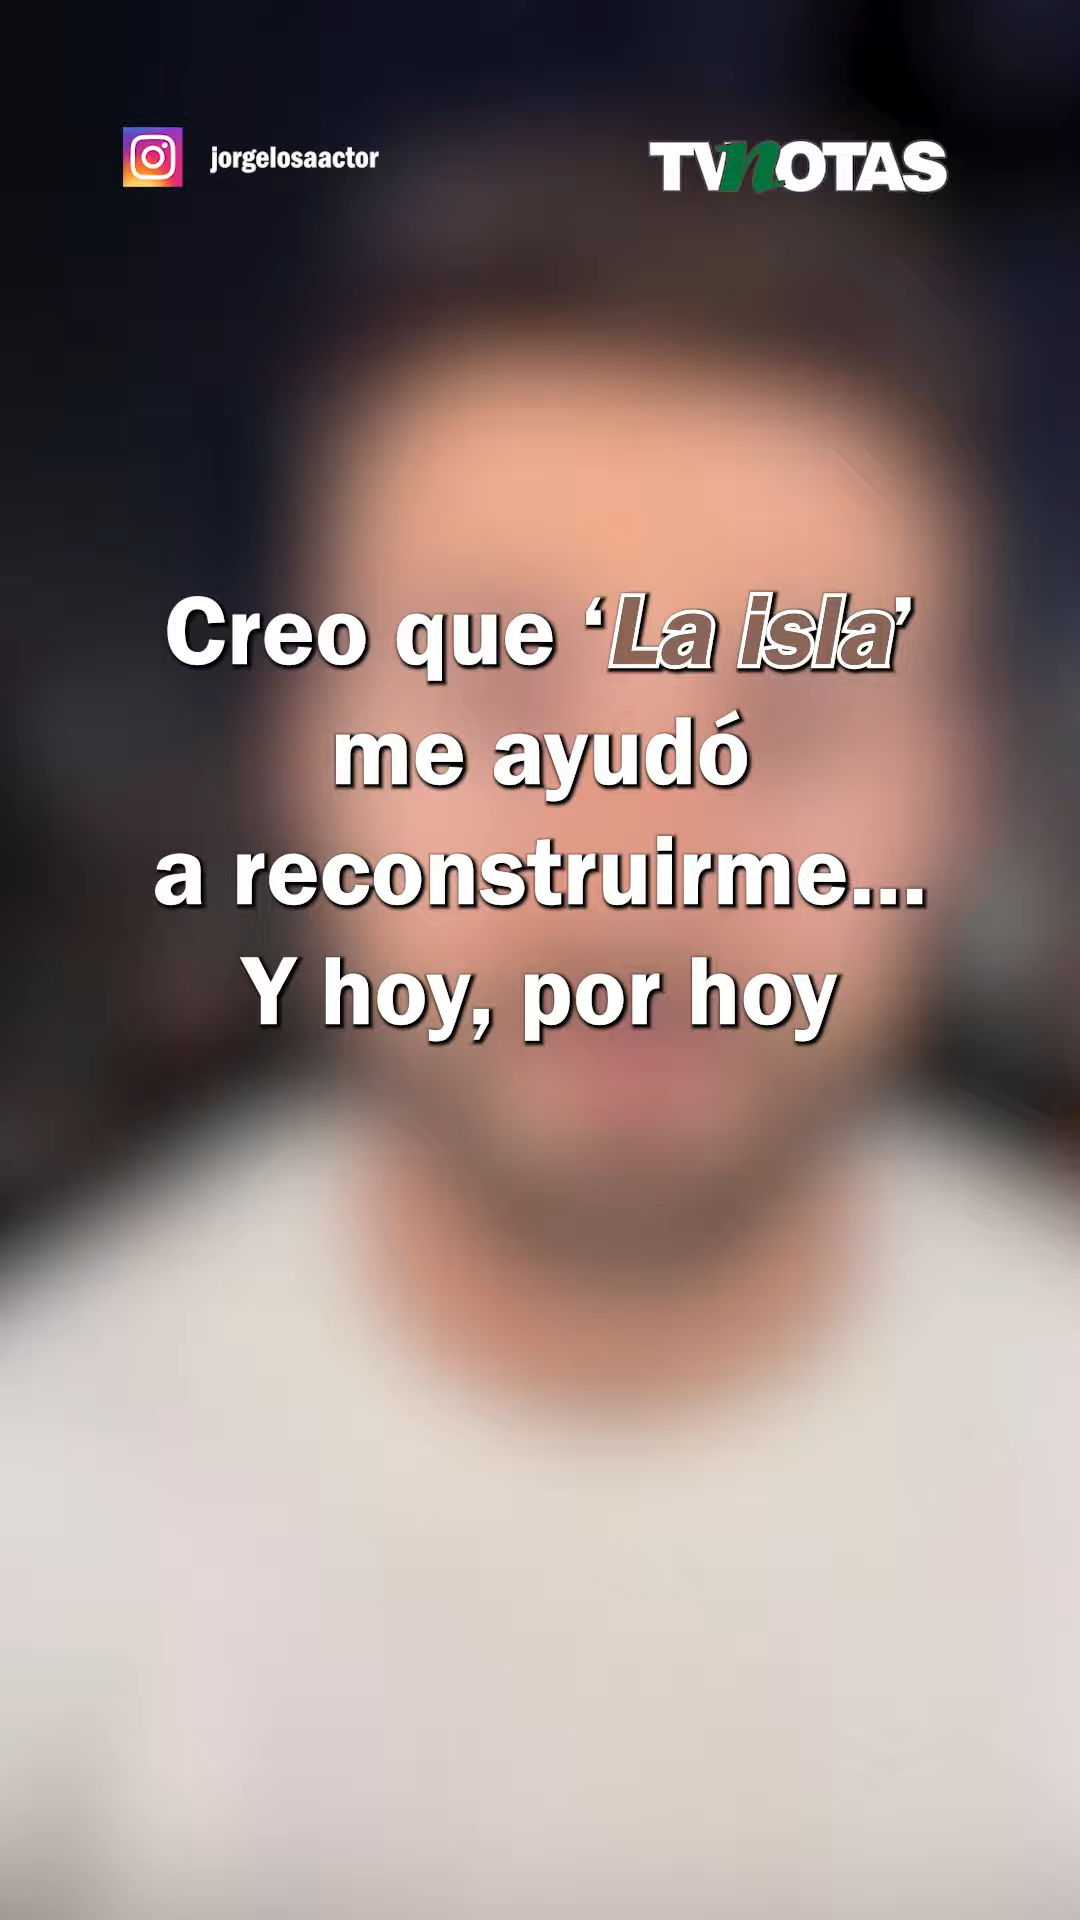 jorgelosaactor
TVnOTAS
Creo que ‘La isla’
me ayudó
a reconstruirme...
Y hoy, por hoy